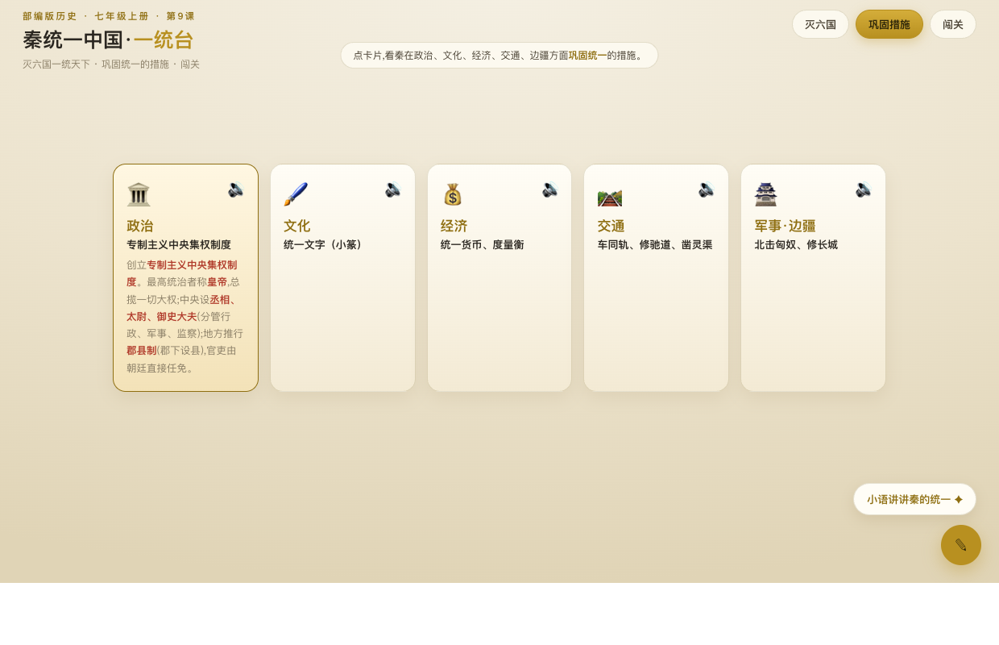 部编版历史 · 七年级上册 · 第9课
秦统一中国·一统台
灭六国一统天下 · 巩固统一的措施 · 闯关
点卡片,看秦在政治、文化、经济、交通、边疆方面巩固统一的措施。
灭六国
巩固措施
闯关
政治
专制主义中央集权制度
创立专制主义中央集权制
度。最高统治者称皇帝,总
揽一切大权;中央设丞相、
太尉、御史大夫(分管行
政、军事、监察);地方推行
郡县制(郡下设县),官吏由
朝廷直接任免。
文化
统一文字（小篆）
经济
统一货币、度量衡
交通
车同轨、修驰道、凿灵渠
军事·边疆
北击匈奴、修长城
小语讲讲秦的统一 ✦